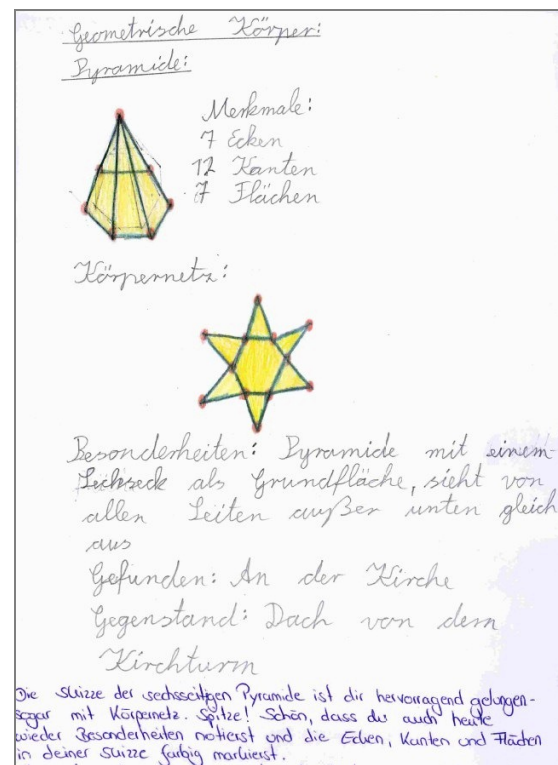 Geometrische Körper:
Pyramide:
Merkmale:
7 Ecken
12 Kanten
7 Flächen
Körpernetz:
Besonderheiten: Pyramide mit einem
Sechseck als Grundfläche, sieht von
allen Seiten außer unten gleich
aus
Gefunden: An der Kirche
Gegenstand: Dach von dem
Kirchturm
Die Skizze der sechsseitigen Pyramide ist dir hervorragend gelungen-
sogar mit Körpernetz. Spitze! Schön, dass du auch heute
wieder Besonderheiten notierst und die Ecken, Kanten und Flächen
in deiner Skizze farbig markierst.